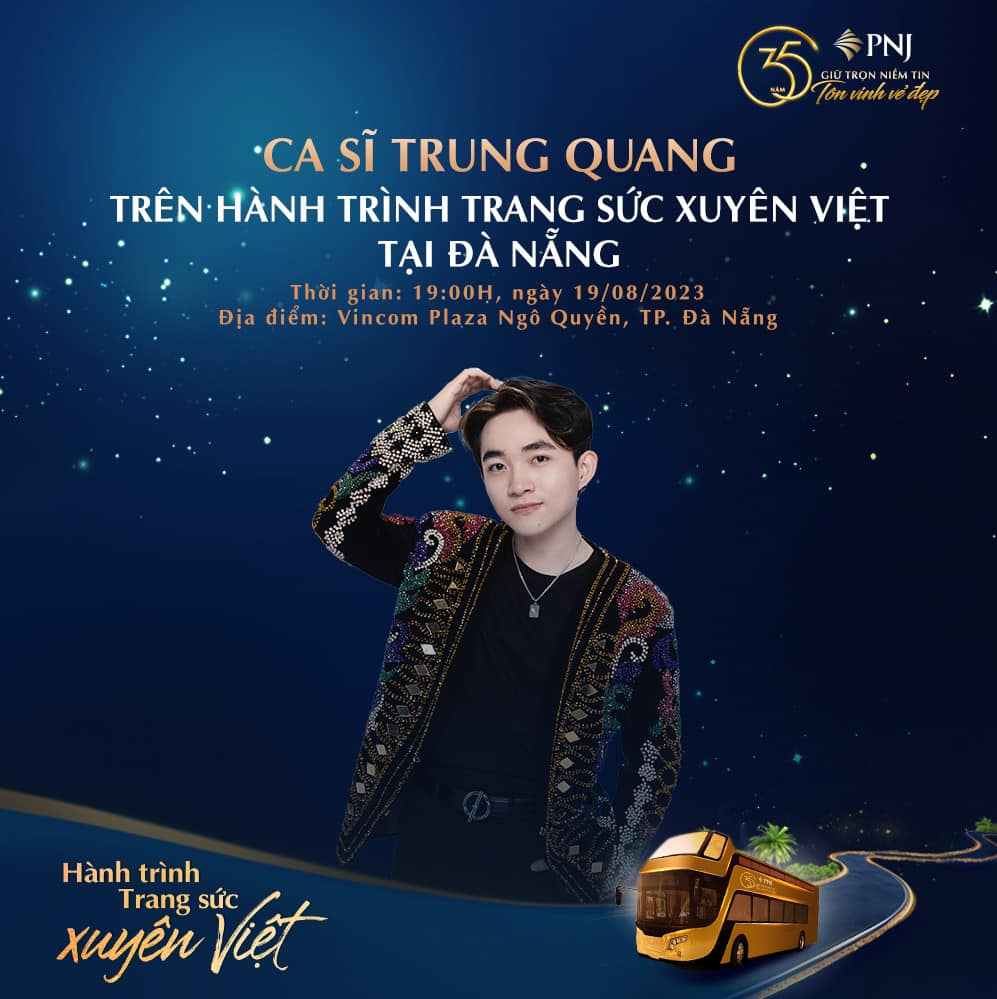 35 NĂM
PNJ
GIỮ TRỌN NIỀM TIN
Tôn vinh vẻ đẹp
CA SĨ TRUNG QUANG
TRÊN HÀNH TRÌNH TRANG SỨC XUYÊN VIỆT
TẠI ĐÀ NẴNG
Thời gian: 19:00H, ngày 19/08/2023
Địa điểm: Vincom Plaza Ngô Quyền, TP. Đà Nẵng
Hành trình
Trang sức
xuyên Việt
35 PNJ